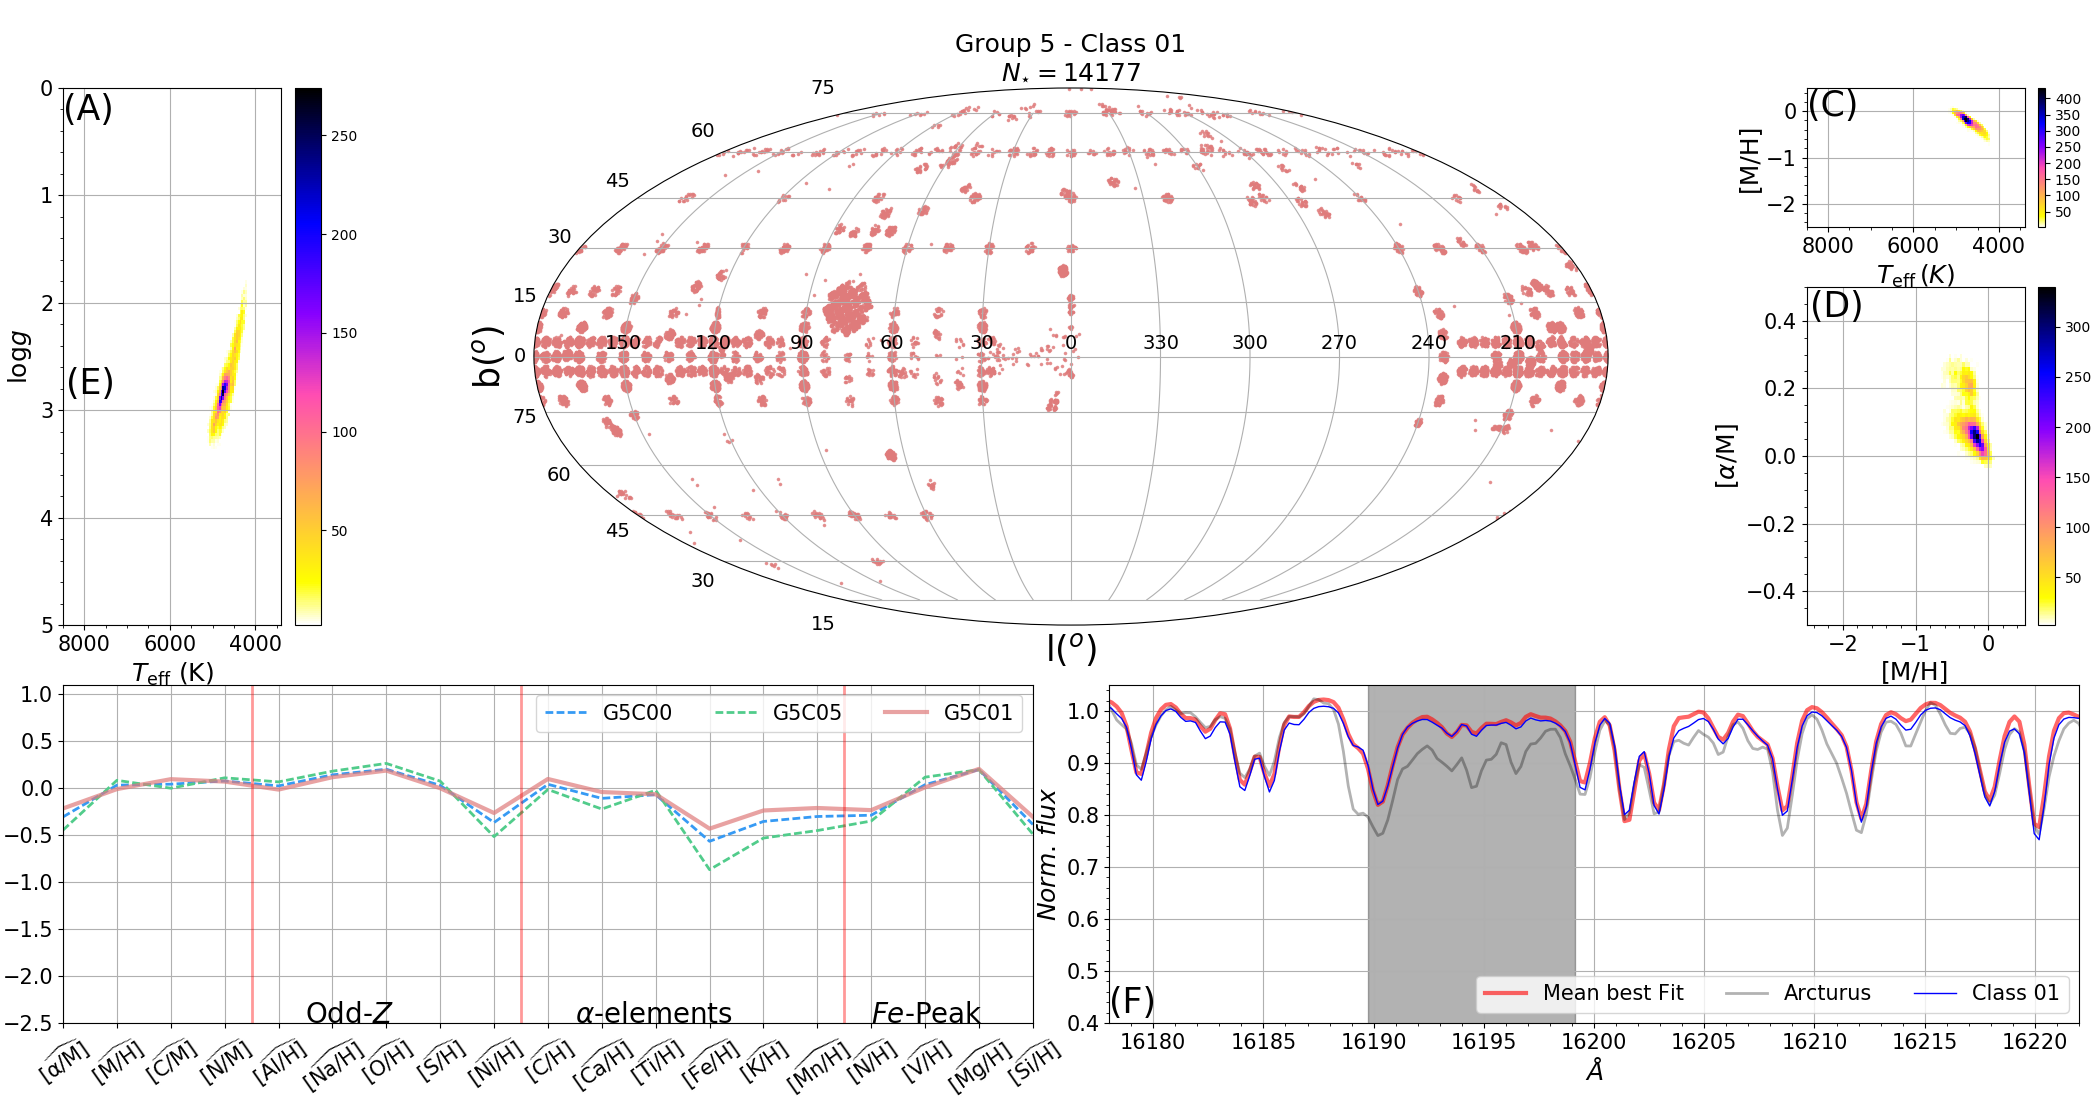 Group 5 - Class 01
N⋆ = 14177
(A)
0
1
2
3
4
5
log g
(E)
8000 6000 4000
T_eff (K)
250
200
150
100
50
75
60
45
30
15
0
75
60
45
30
15
b(°)
150 120 90 60 30 0 330 300 270 240 210
l(°)
(C)
0
−1
−2
[M/H]
8000 6000 4000
T_eff (K)
400
350
300
250
200
150
100
50
(D)
0.4
0.2
0.0
−0.2
−0.4
[α/M]
−2 −1 0
[M/H]
300
250
200
150
100
50
1.0
0.5
0.0
−0.5
−1.0
−1.5
−2.0
−2.5
G5C00 G5C05 G5C01
Odd-Z α-elements Fe-Peak
[α/M] [M/H] [C/M] [N/M] [Al/H] [Na/H] [O/H] [S/H] [Ni/H] [C/H] [Ca/H] [Ti/H] [Fe/H] [K/H] [Mn/H] [N/H] [V/H] [Mg/H] [Si/H]
Norm. flux
1.0
0.9
0.8
0.7
0.6
0.5
0.4
(F)
Mean best Fit Arcturus Class 01
16180 16185 16190 16195 16200 16205 16210 16215 16220
Å